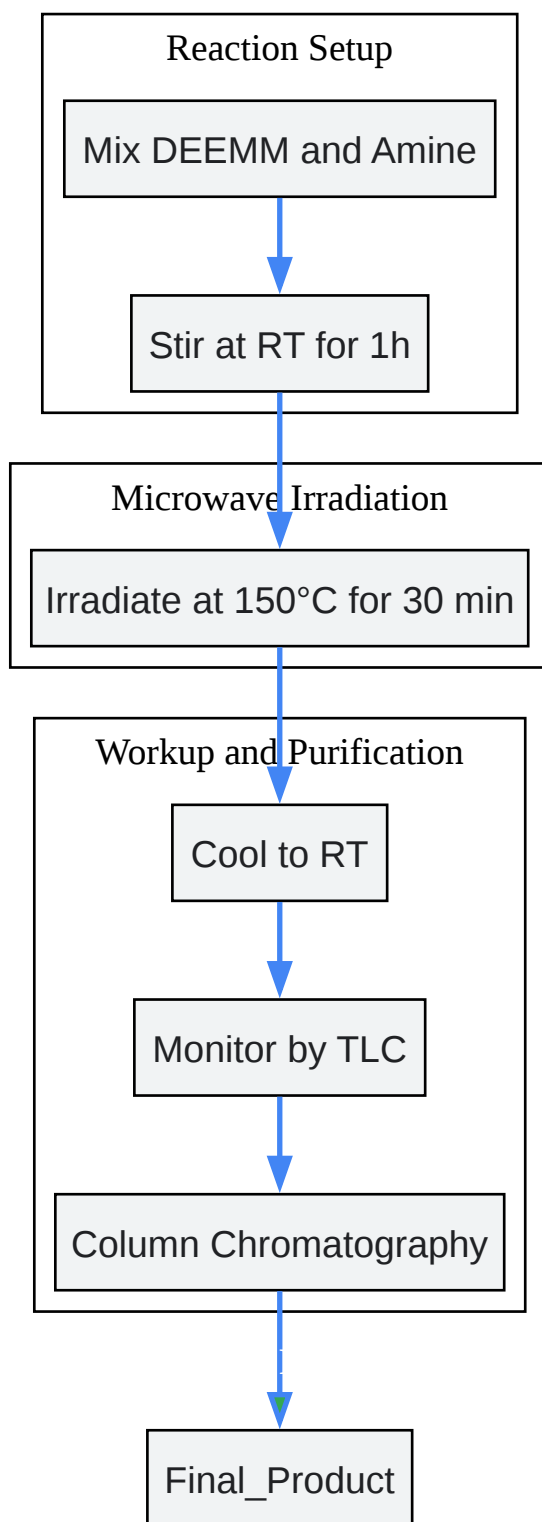 Reaction Setup
Mix DEEMM and Amine
Stir at RT for 1h
Microwave Irradiation
Irradiate at 150°C for 30 min
Workup and Purification
Cool to RT
Monitor by TLC
Column Chromatography
Final_Product